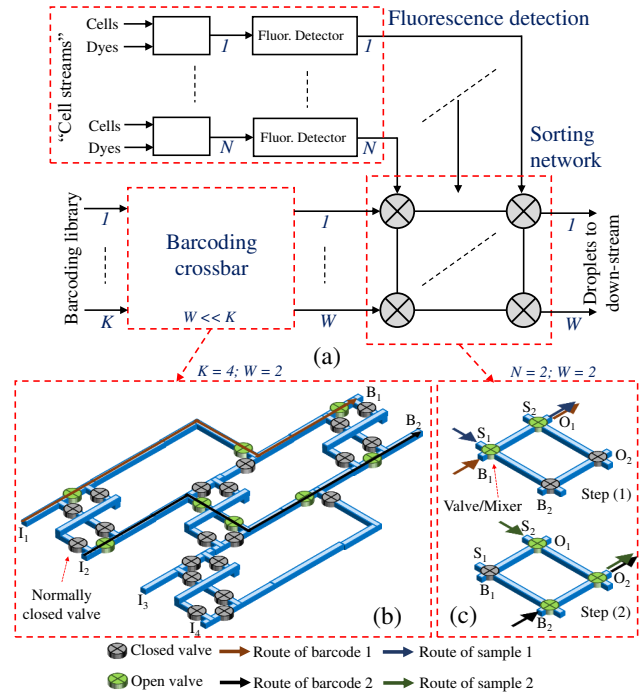 Fluorescence detection
Cells
Dyes
1
Fluor. Detector
1
"Cell streams"
Cells
Dyes
N
Fluor. Detector
N
Sorting
network
Barcoding library
1
K
Barcoding
crossbar
W << K
1
W
1
W
Droplets to
down-stream
(a)
K = 4; W = 2
N = 2; W = 2
B1
B2
I1
I2
I3
I4
Normally
closed valve
(b)
S2
O1
S1
B1
O2
B2
Valve/Mixer
Step (1)
S2
O1
S1
B1
O2
B2
Step (2)
(c)
Closed valve
Route of barcode 1
Route of sample 1
Open valve
Route of barcode 2
Route of sample 2